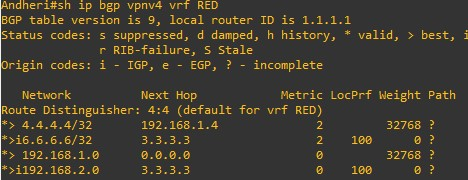 Andheri#sh ip bgp vpnv4 vrf RED
BGP table version is 9, local router ID is 1.1.1.1
Status codes: s suppressed, d damped, h history, * valid, > best, i
r RIB-failure, S Stale
Origin codes: i - IGP, e - EGP, ? - incomplete
Network Next Hop Metric LocPrf Weight Path
Route Distinguisher: 4:4 (default for vrf RED)
*> 4.4.4.4/32 192.168.1.4 2 32768 ?
*>i6.6.6.6/32 3.3.3.3 2 100 0 ?
*> 192.168.1.0 0.0.0.0 0 32768 ?
*>i192.168.2.0 3.3.3.3 0 100 0 ?